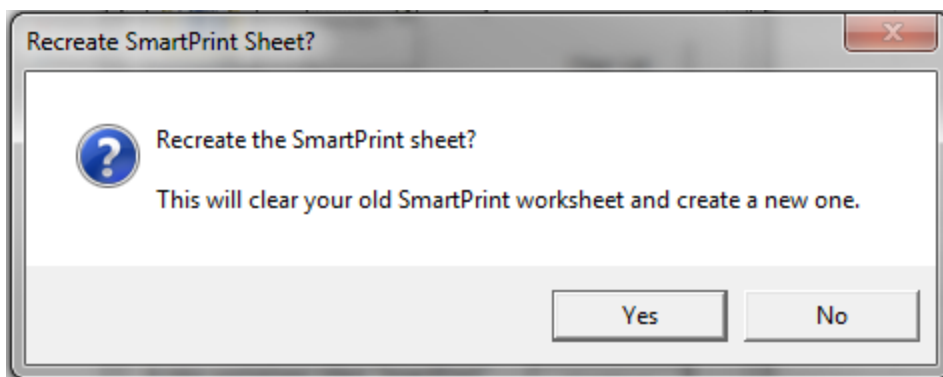 Recreate SmartPrint Sheet?
Recreate the SmartPrint sheet?
This will clear your old SmartPrint worksheet and create a new one.
Yes
No